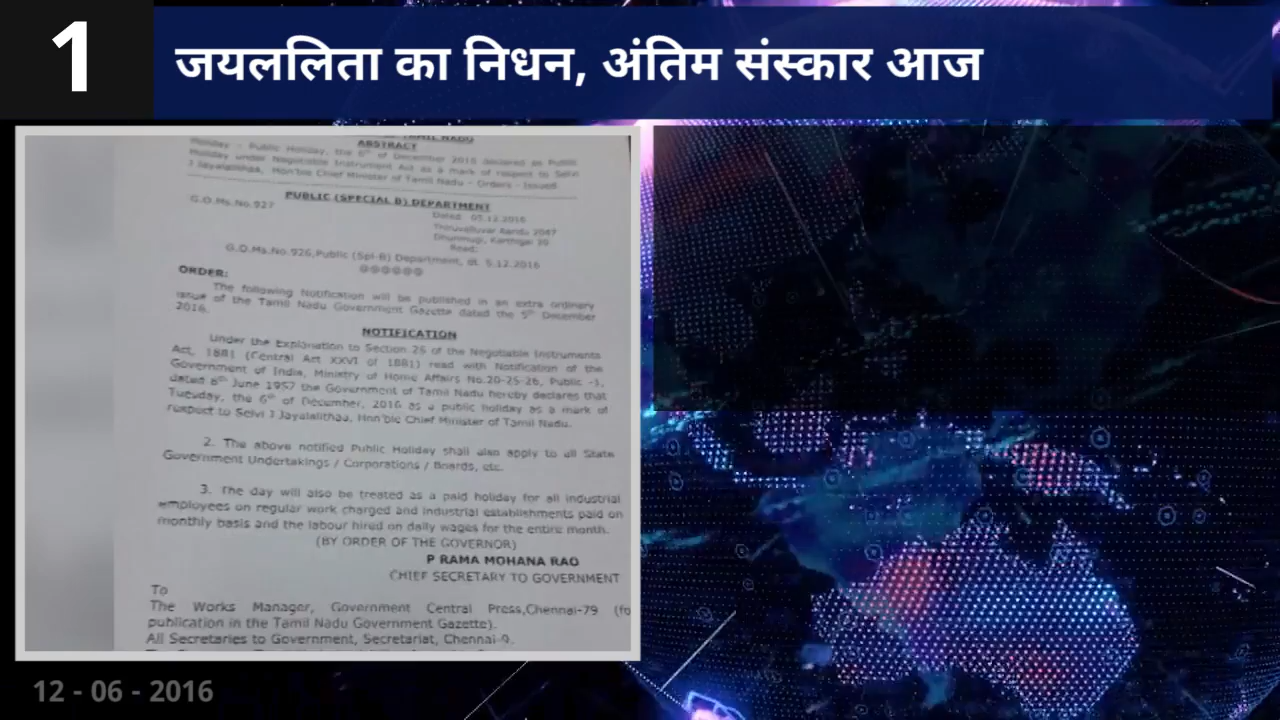 1
जयललिता का निधन, अंतिम संस्कार आज
TAMIL NADU
ABSTRACT
Holiday - Public Holiday, the 6th of December 2016 declared as Public
Holiday under Negotiable Instrument Act as a mark of respect to Selvi
J Jayalalithaa, Hon'ble Chief Minister of Tamil Nadu - Orders - Issued.
PUBLIC (SPECIAL B) DEPARTMENT
G.O.Ms.No.927
Dated: 05.12.2016
Thiruvalluvar Aandu 2047
Dhunmugi, Karthigai 20
Read:
G.O.Ms.No.926,Public (Spl-B) Department, dt. 5.12.2016
@@@@@@
ORDER:
The following Notification will be published in an extra ordinary
issue of the Tamil Nadu Government Gazette dated the 5th December
2016.
NOTIFICATION
Under the Explanation to Section 25 of the Negotiable Instruments
Act, 1881 (Central Act XXVI of 1881) read with Notification of the
Government of India, Ministry of Home Affairs No.20-25-26, Public -1,
dated 8th June 1957 the Government of Tamil Nadu hereby declares that
Tuesday, the 6th of December, 2016 as a public holiday as a mark of
respect to Selvi J Jayalalithaa, Hon'ble Chief Minister of Tamil Nadu.
2. The above notified Public Holiday shall also apply to all State
Government Undertakings / Corporations / Boards, etc.
3. The day will also be treated as a paid holiday for all industrial
employees on regular work charged and industrial establishments paid on
monthly basis and the labour hired on daily wages for the entire month.
(BY ORDER OF THE GOVERNOR)
P RAMA MOHANA RAO
CHIEF SECRETARY TO GOVERNMENT
To
The Works Manager, Government Central Press,Chennai-79 (fo
publication in the Tamil Nadu Government Gazette).
All Secretaries to Government, Secretariat, Chennai-9.
12 - 06 - 2016